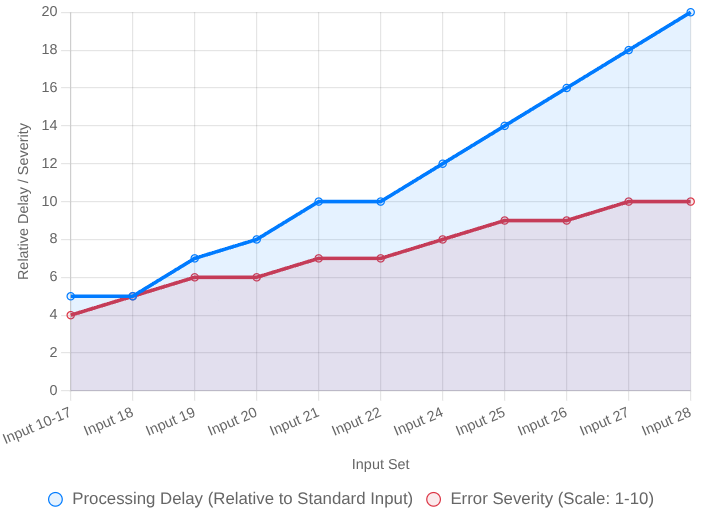 20
18
16
14
12
10
8
6
4
2
0
Relative Delay / Severity
Input 10-17
Input 18
Input 19
Input 20
Input 21
Input 22
Input 24
Input 25
Input 26
Input 27
Input 28
Input Set
Processing Delay (Relative to Standard Input)
Error Severity (Scale: 1-10)